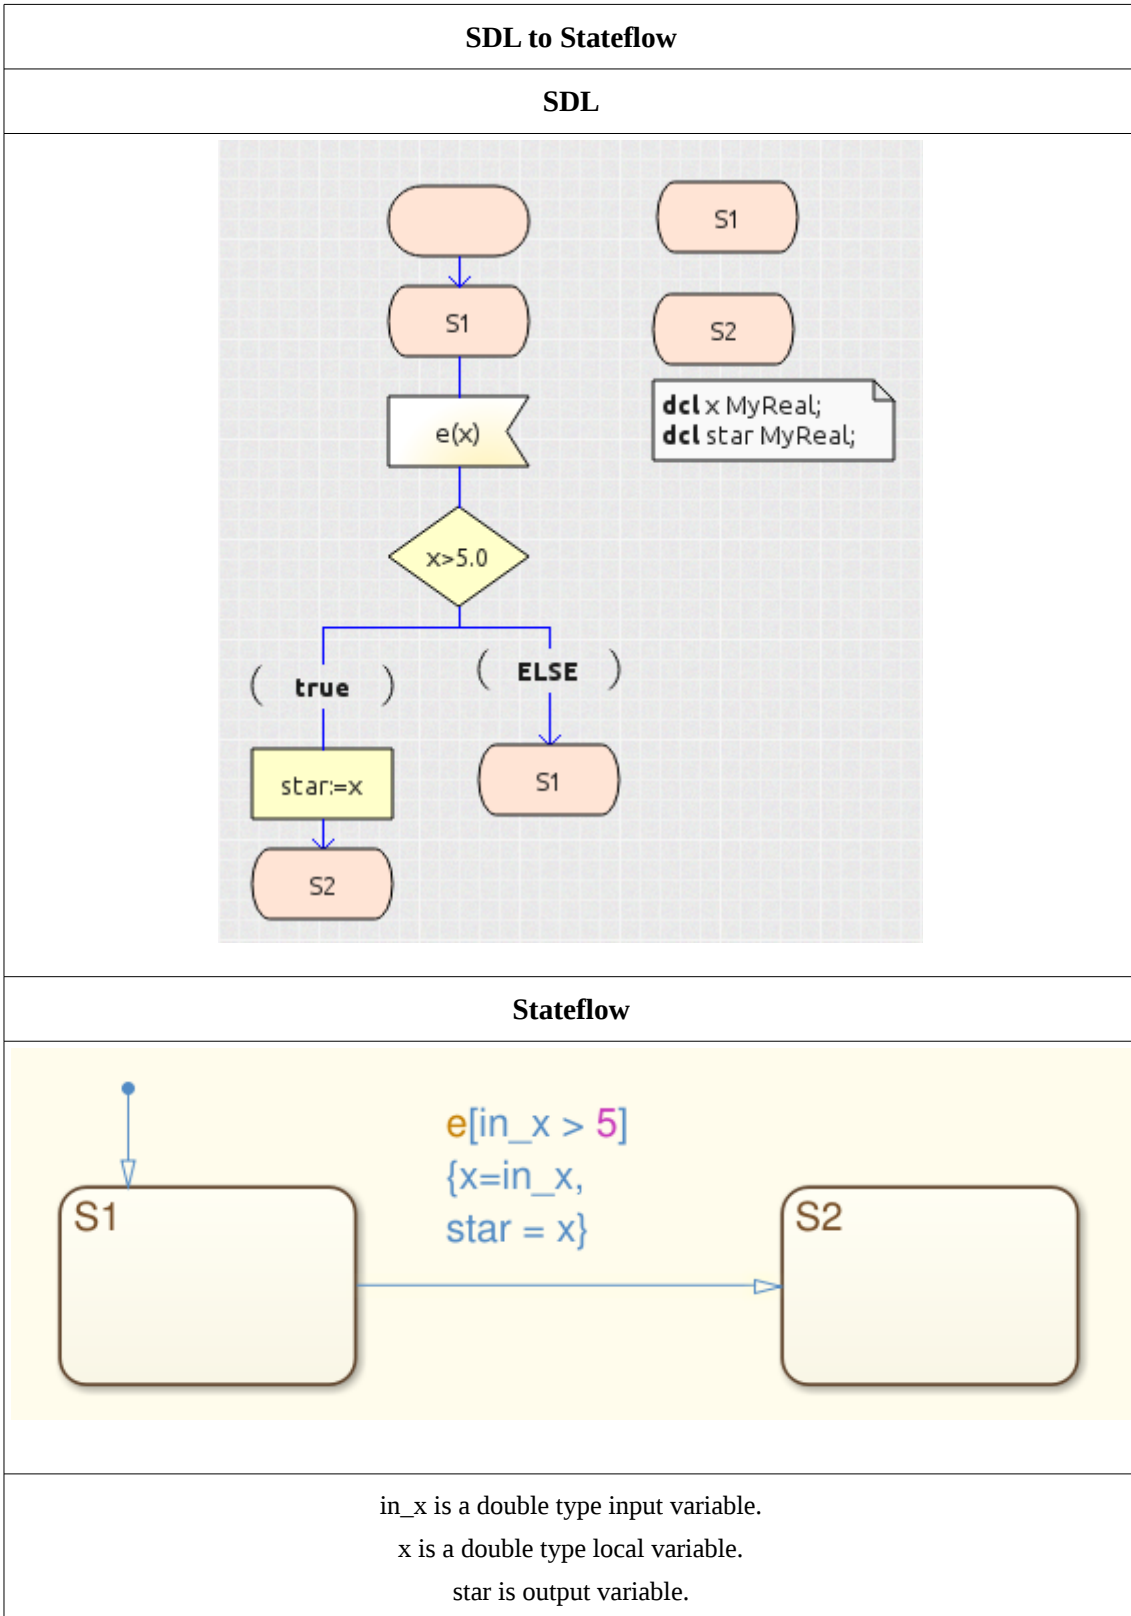 SDL to Stateflow
SDL
S1
S1
S2
dcl x MyReal;
dcl star MyReal;
e(x)
x>5.0
( true )
( ELSE )
star:=x
S1
S2
Stateflow
e[in_x > 5]
{x=in_x,
star = x}
S1
S2
in_x is a double type input variable.
x is a double type local variable.
star is output variable.